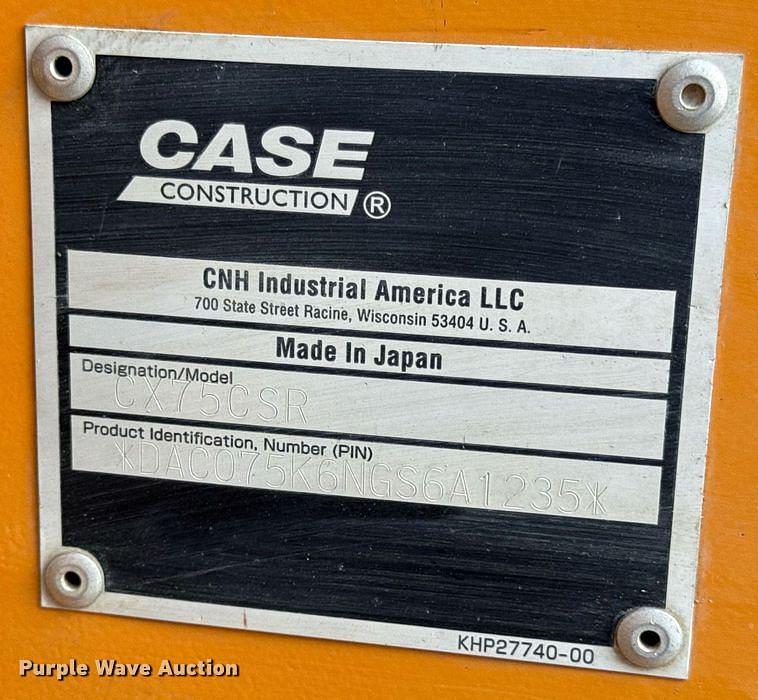 CASE
CONSTRUCTION ®
CNH Industrial America LLC
700 State Street Racine, Wisconsin 53404 U. S. A.
Made In Japan
Designation/Model
CX75CSR
Product Identification, Number (PIN)
*DAC075K6NGS6A1235*
KHP27740-00
Purple Wave Auction